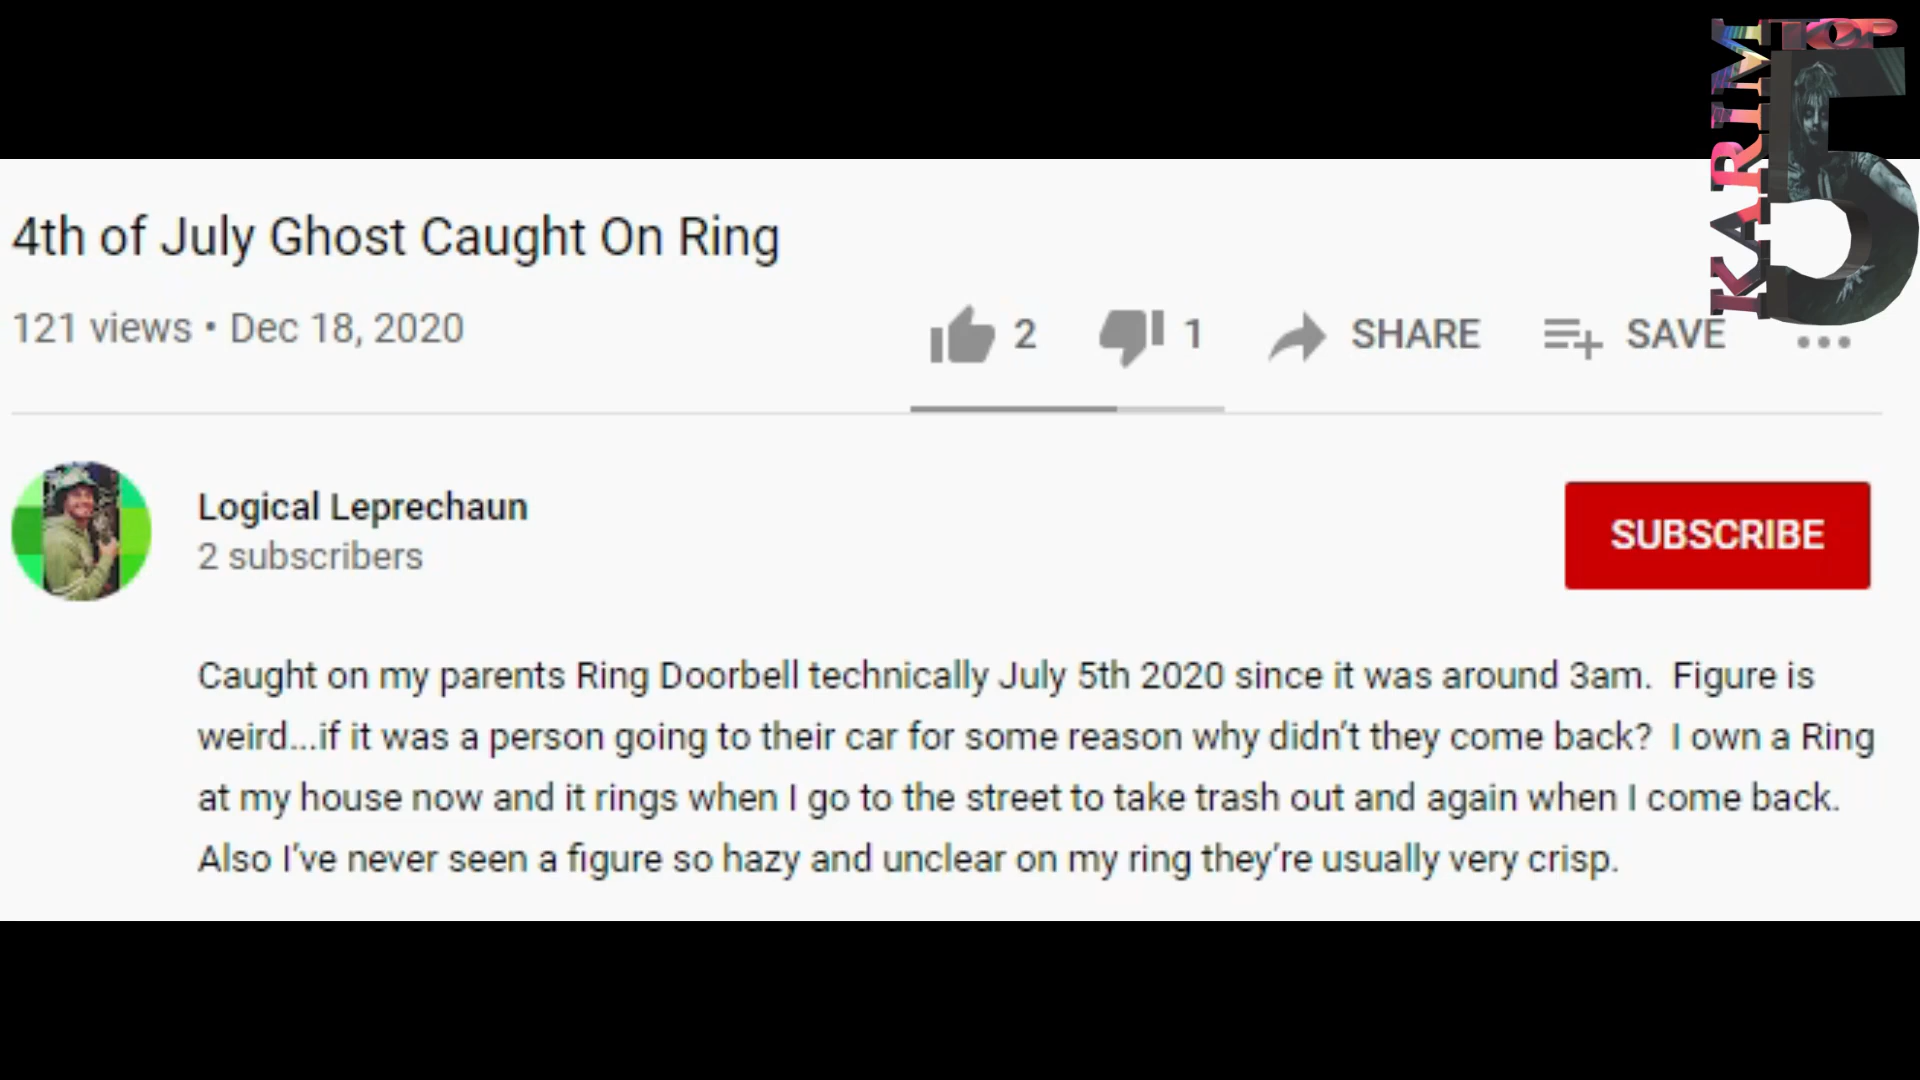 KARIM
TOP
5
4th of July Ghost Caught On Ring
121 views • Dec 18, 2020
2
1
SHARE
SAVE
Logical Leprechaun
2 subscribers
SUBSCRIBE
Caught on my parents Ring Doorbell technically July 5th 2020 since it was around 3am.  Figure is
weird...if it was a person going to their car for some reason why didn't they come back?  I own a Ring
at my house now and it rings when I go to the street to take trash out and again when I come back.
Also I've never seen a figure so hazy and unclear on my ring they're usually very crisp.